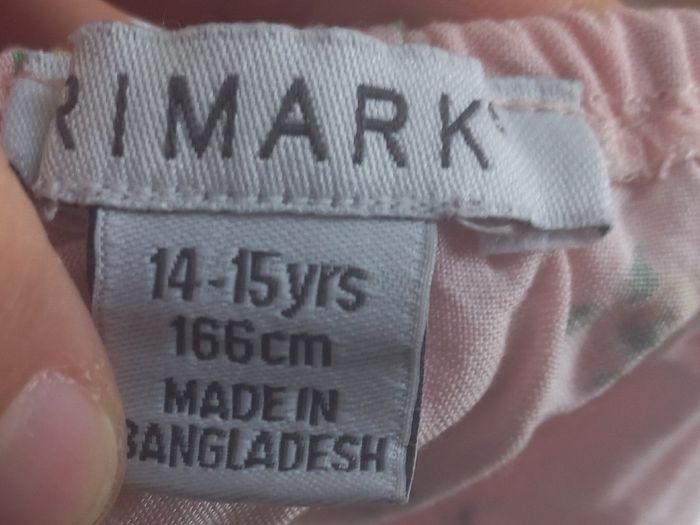 RIMARK
14-15yrs
166cm
MADE IN
BANGLADESH